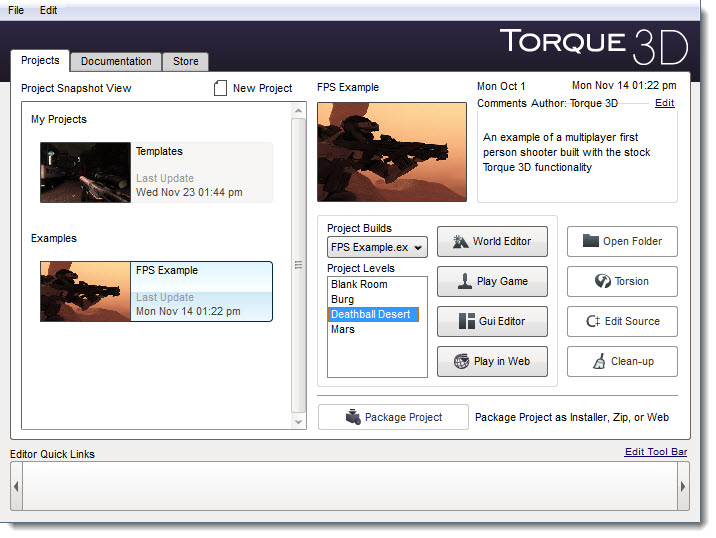 File Edit
TORQUE 3D
Projects Documentation Store
Project Snapshot View New Project
My Projects
Templates
Last Update
Wed Nov 23 01:44 pm
Examples
FPS Example
Last Update
Mon Nov 14 01:22 pm
FPS Example Mon Oct 1 Mon Nov 14 01:22 pm
Comments Author: Torque 3D Edit
An example of a multiplayer first
person shooter built with the stock
Torque 3D functionality
Project Builds
FPS Example.ex
Project Levels
Blank Room
Burg
Deathball Desert
Mars
World Editor
Play Game
Gui Editor
Play in Web
Open Folder
Torsion
Edit Source
Clean-up
Package Project Package Project as Installer, Zip, or Web
Editor Quick Links Edit Tool Bar